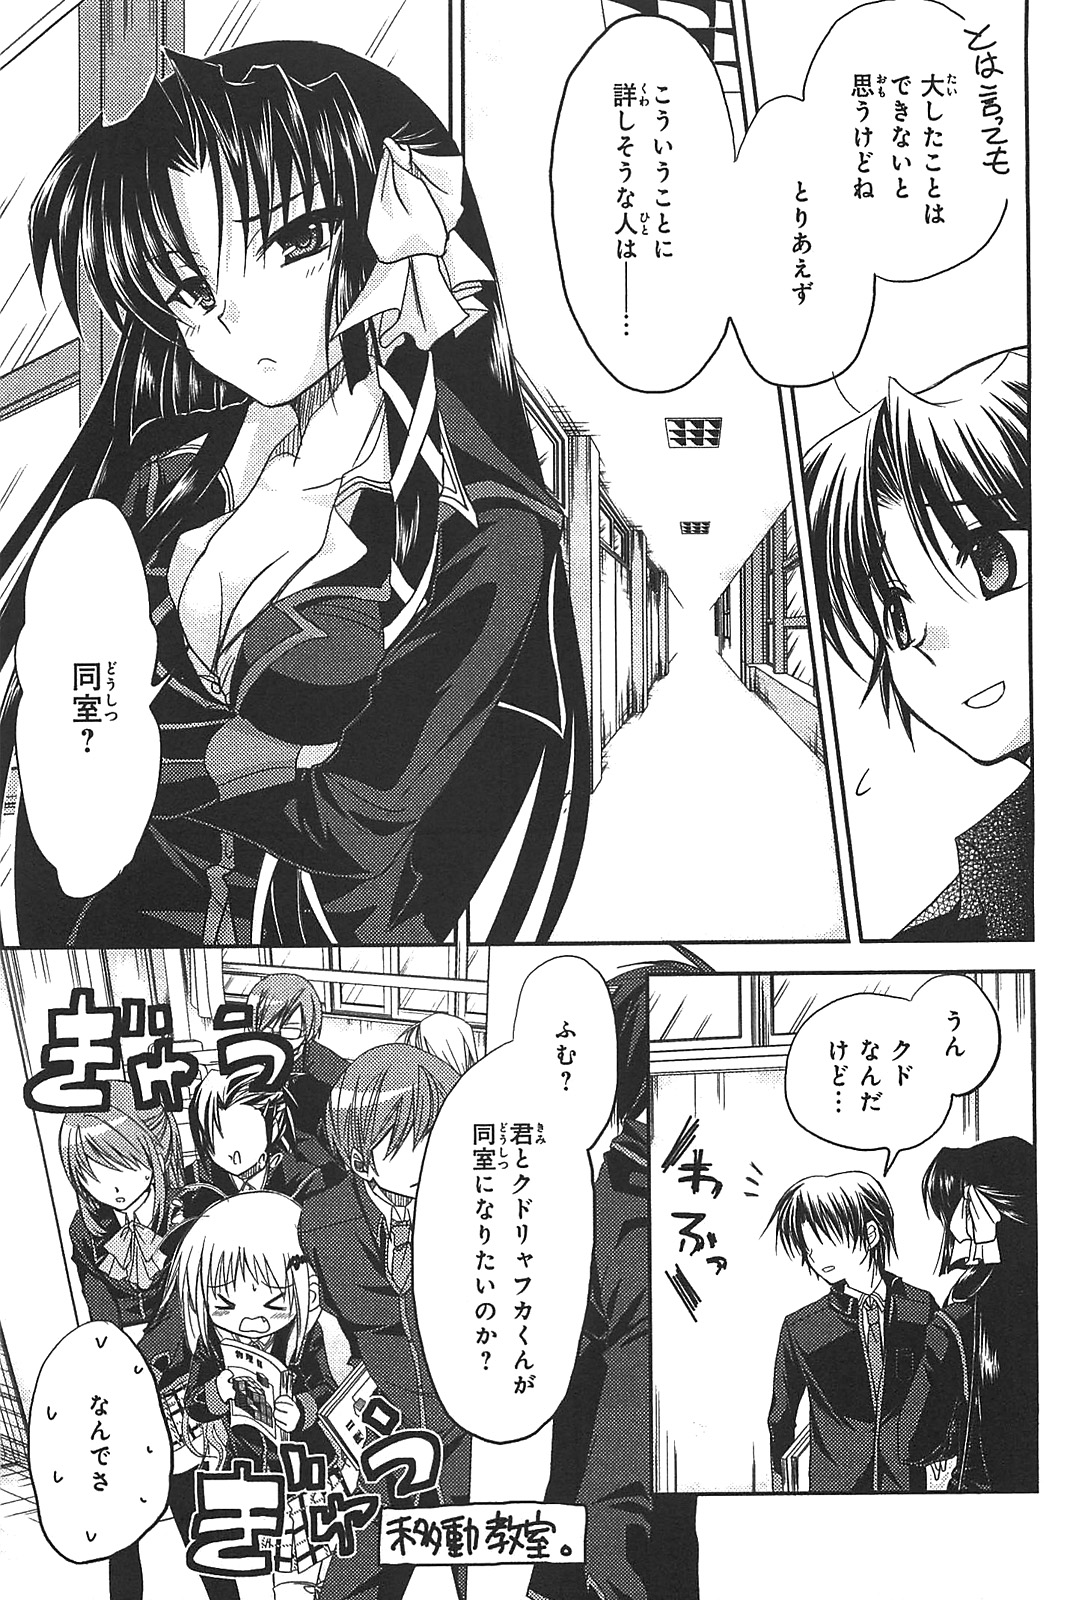 とは言っても
大したことは
できないと
思うけどね
とりあえず
こういうことに
詳しそうな人は
――…
同室?
うん
クド
なんだ
けど…
わぷっ
ふむ?
君とクドリャフカくんが
同室になりたいのか?
ぎゅうっ
ぎゅうっ
なんでさ
移動教室。